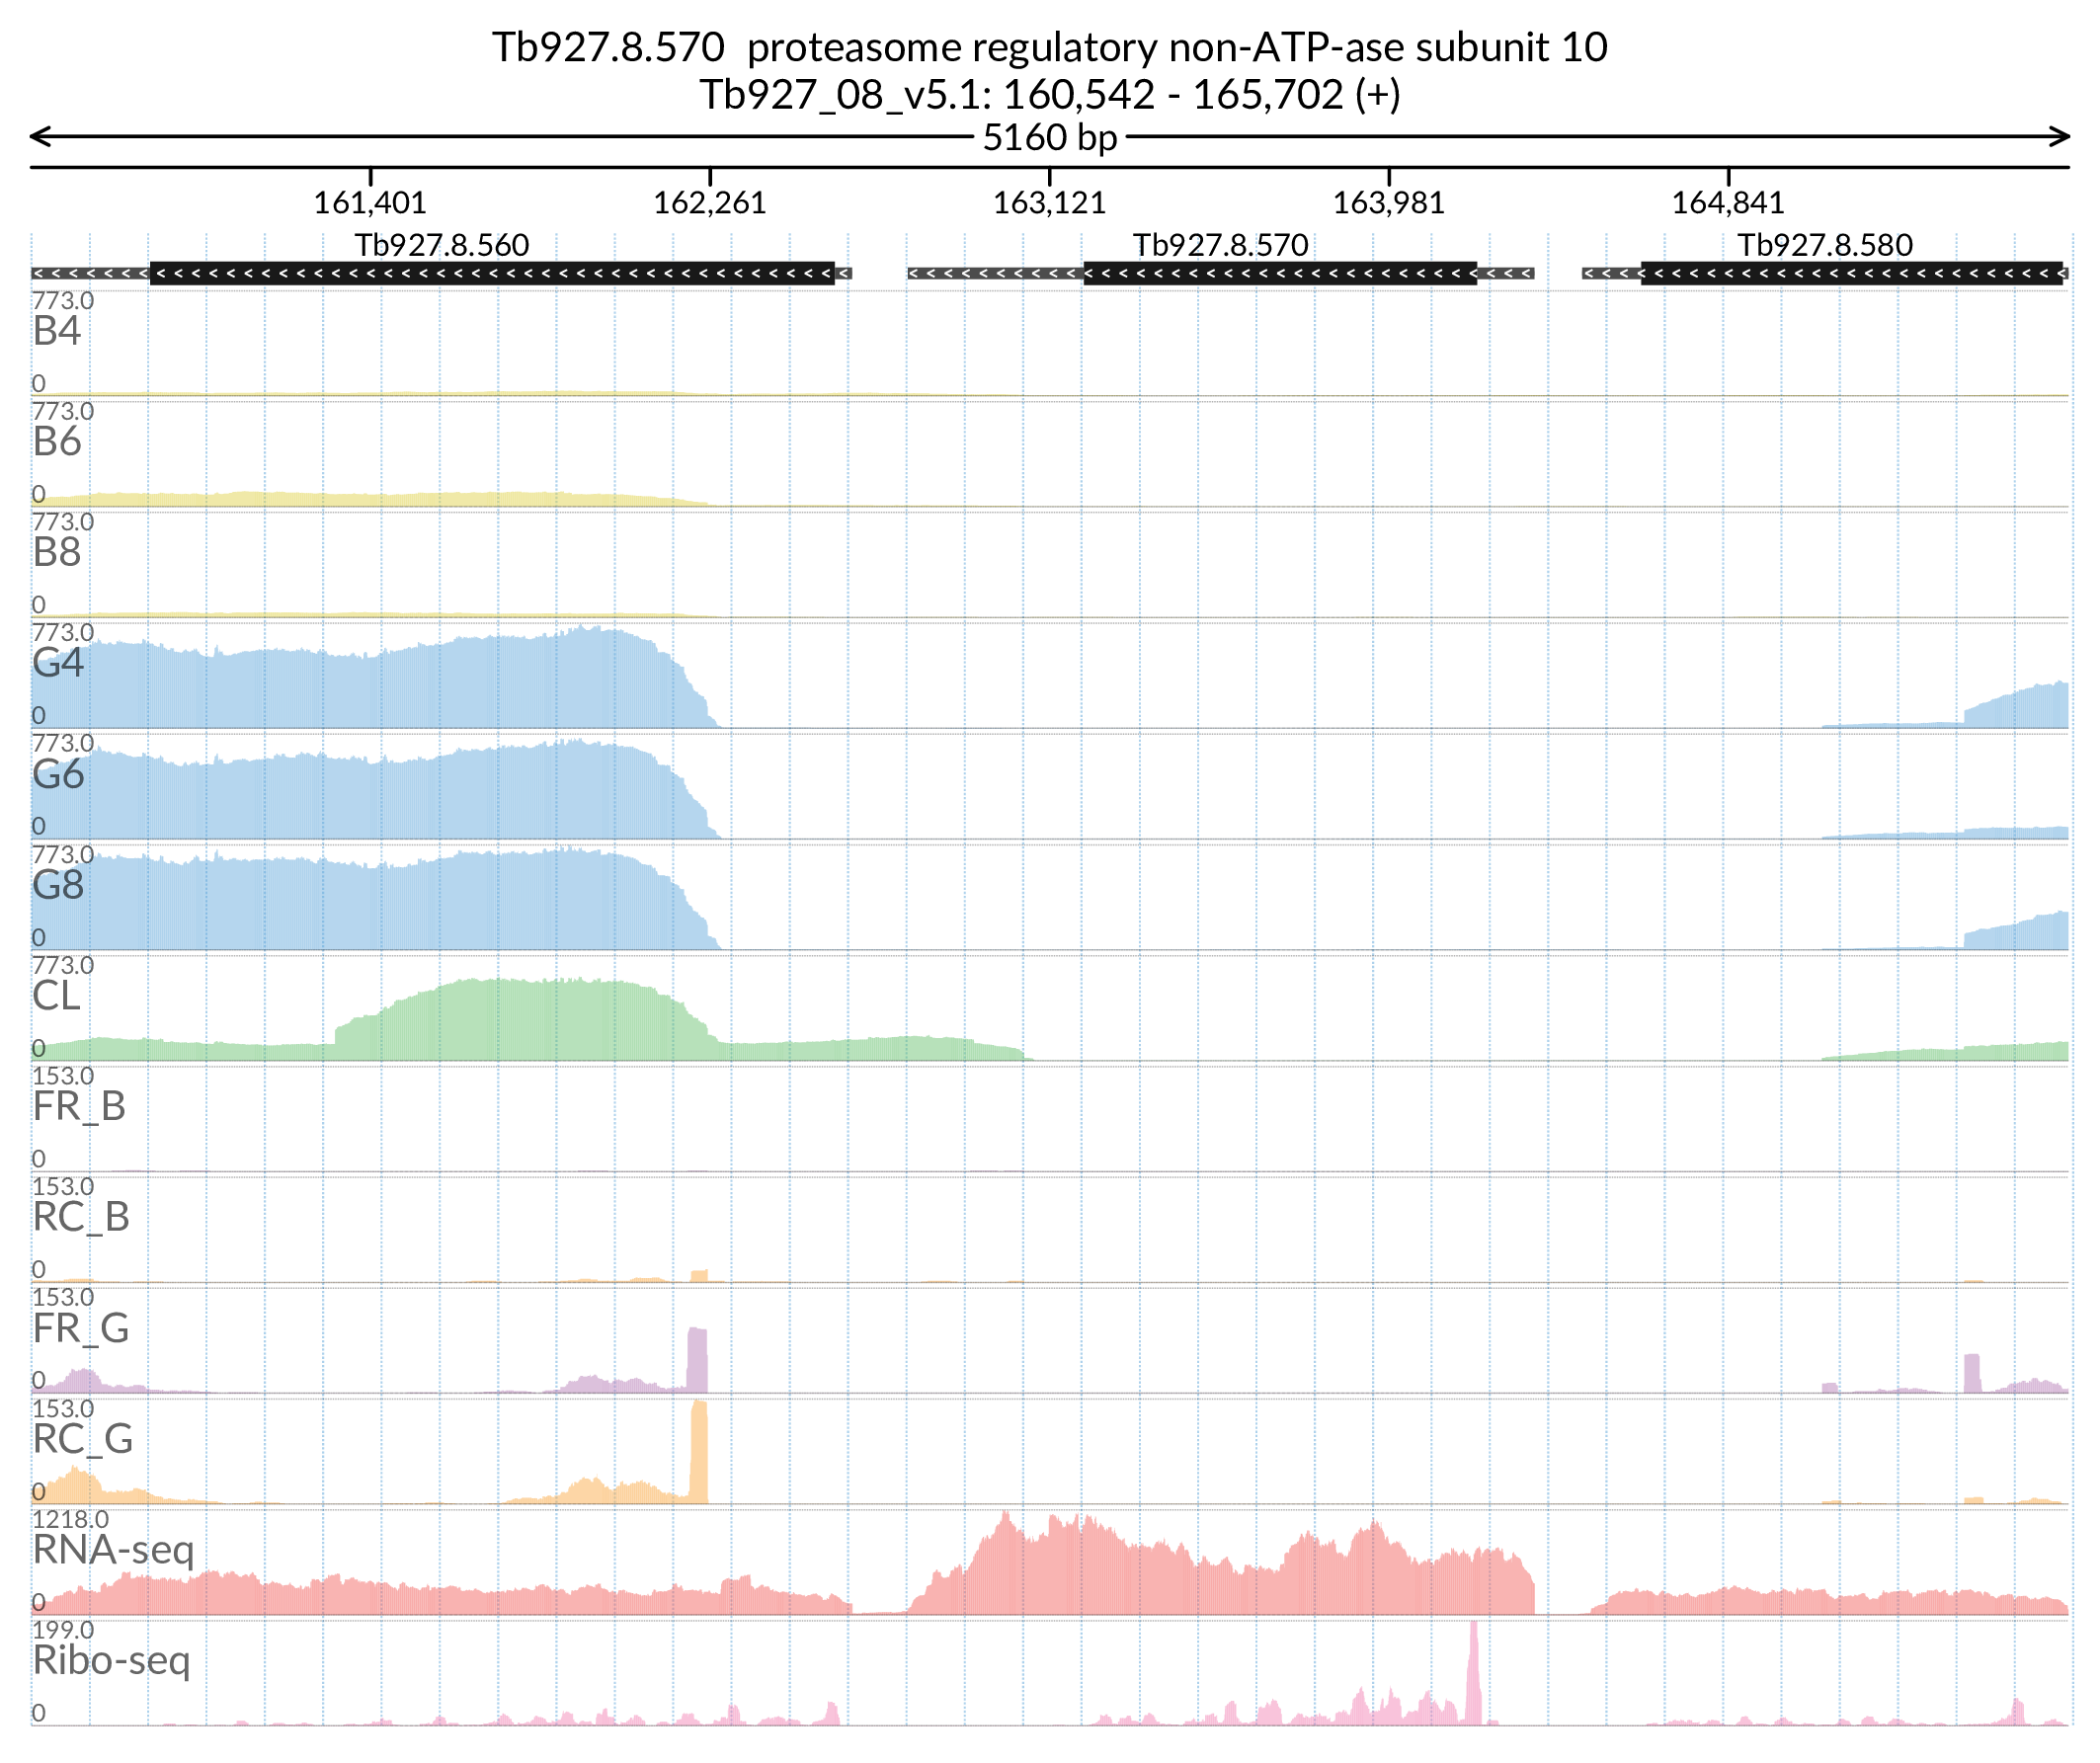 Tb927.8.570  proteasome regulatory non-ATP-ase subunit 10
Tb927_08_v5.1: 160,542 - 165,702 (+)
5160 bp
161,401 162,261 163,121 163,981 164,841
Tb927.8.560 Tb927.8.570 Tb927.8.580
773.0
B4
0
773.0
B6
0
773.0
B8
0
773.0
G4
0
773.0
G6
0
773.0
G8
0
773.0
CL
0
153.0
FR_B
0
153.0
RC_B
0
153.0
FR_G
0
153.0
RC_G
0
1218.0
RNA-seq
0
199.0
Ribo-seq
0